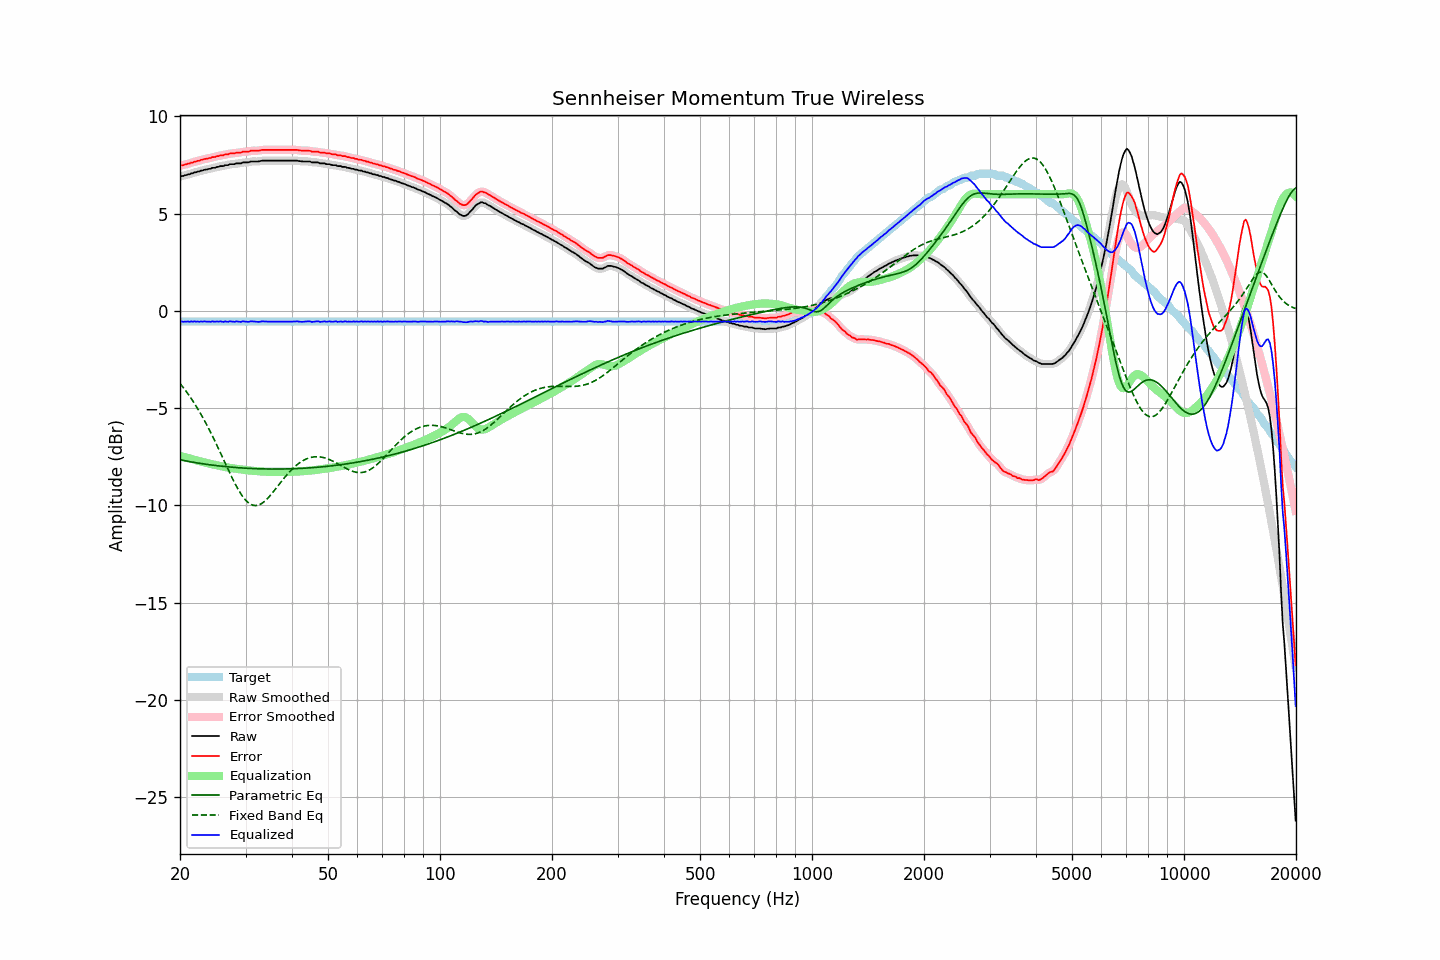 Sennheiser Momentum True Wireless
10
5
0
−5
−10
−15
−20
−25
Amplitude (dBr)
Target
Raw Smoothed
Error Smoothed
Raw
Error
Equalization
Parametric Eq
Fixed Band Eq
Equalized
20 50 100 200 500 1000 2000 5000 10000 20000
Frequency (Hz)